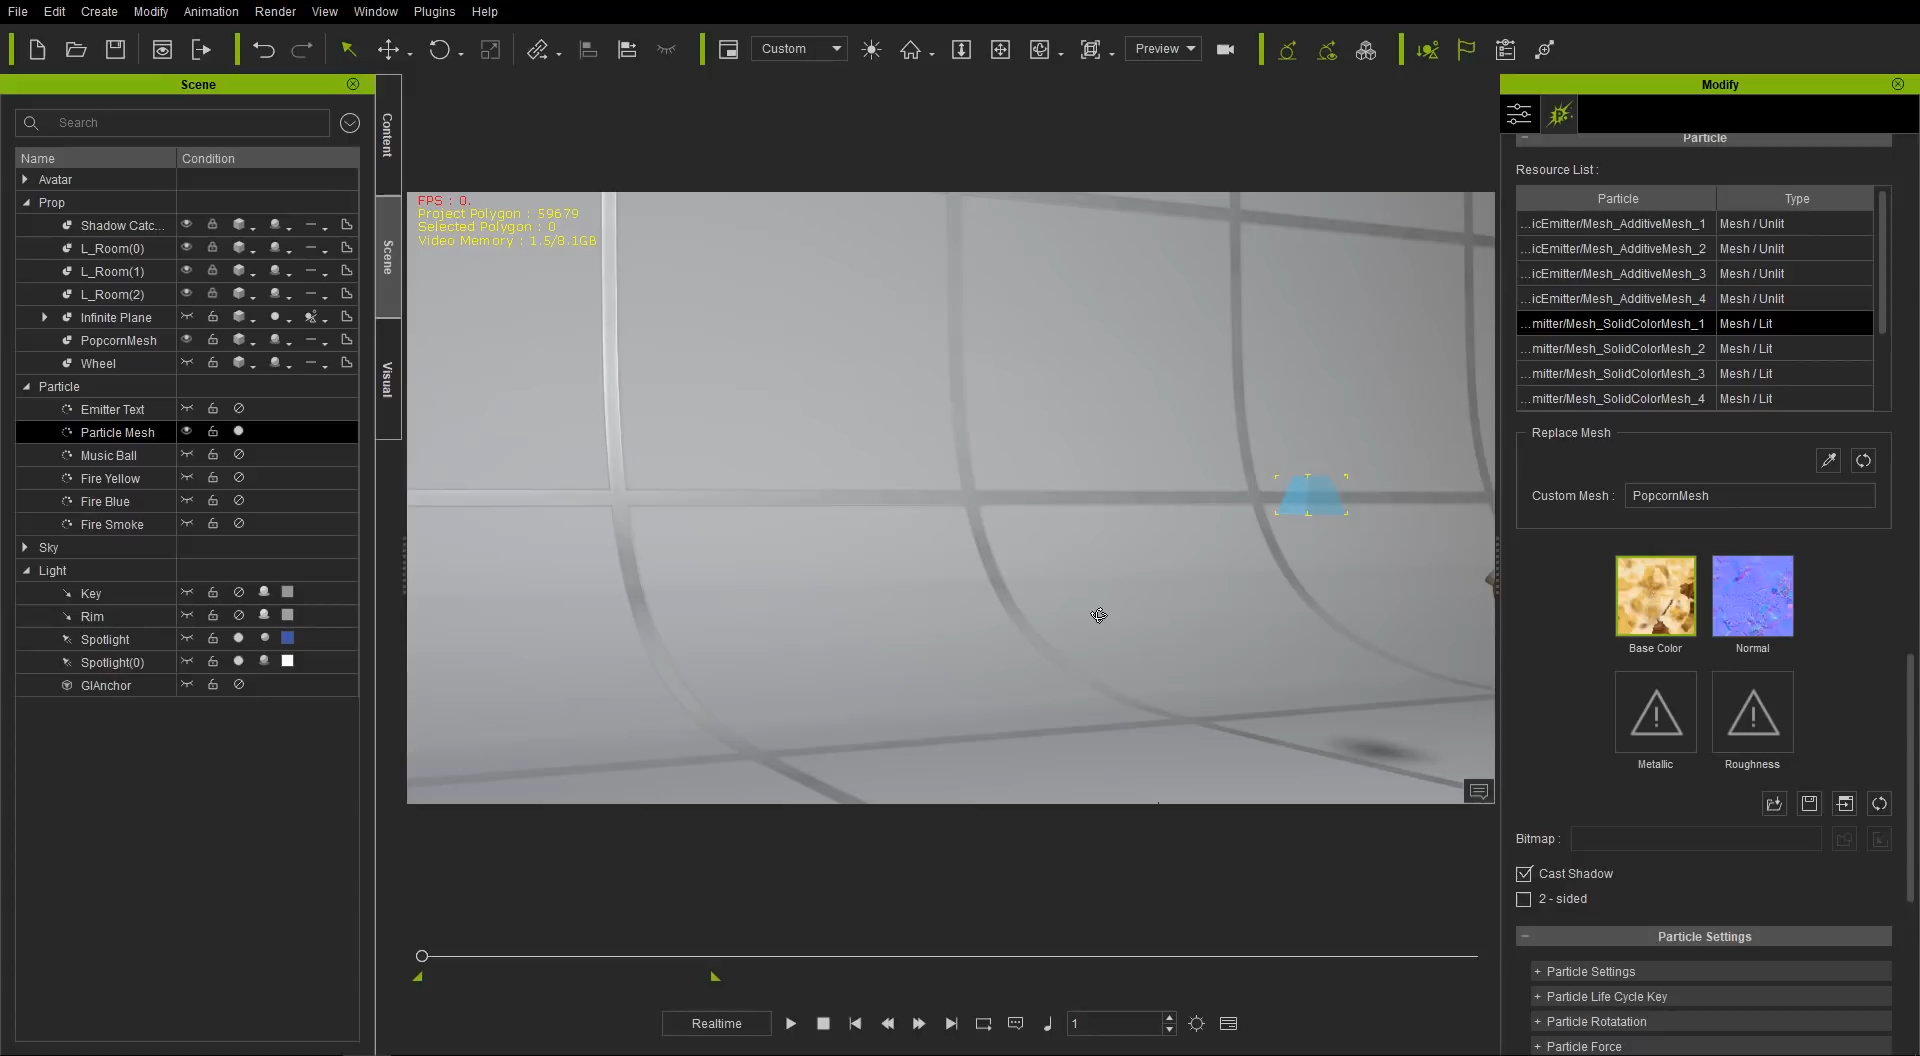 File Edit Create Modify Animation Render View Window Plugins Help
Custom
Preview
Scene
Search
Name Condition
Avatar
Prop
Shadow Catc...
L_Room(0)
L_Room(1)
L_Room(2)
Infinite Plane
PopcornMesh
Wheel
Particle
Emitter Text
Particle Mesh
Music Ball
Fire Yellow
Fire Blue
Fire Smoke
Sky
Light
Key
Rim
Spotlight
Spotlight(0)
GIAnchor
Content
Scene
Visual
FPS : 0.
Project Polygon : 59679
Selected Polygon : 0
Video Memory : 1.5/8.1GB
Realtime
1
Modify
Particle
Resource List :
Particle Type
...icEmitter/Mesh_AdditiveMesh_1 Mesh / Unlit
...icEmitter/Mesh_AdditiveMesh_2 Mesh / Unlit
...icEmitter/Mesh_AdditiveMesh_3 Mesh / Unlit
...icEmitter/Mesh_AdditiveMesh_4 Mesh / Unlit
...mitter/Mesh_SolidColorMesh_1 Mesh / Lit
...mitter/Mesh_SolidColorMesh_2 Mesh / Lit
...mitter/Mesh_SolidColorMesh_3 Mesh / Lit
...mitter/Mesh_SolidColorMesh_4 Mesh / Lit
Replace Mesh
Custom Mesh : PopcornMesh
Base Color Normal
Metallic Roughness
Bitmap :
Cast Shadow
2 - sided
Particle Settings
+ Particle Settings
+ Particle Life Cycle Key
+ Particle Rotatation
+ Particle Force